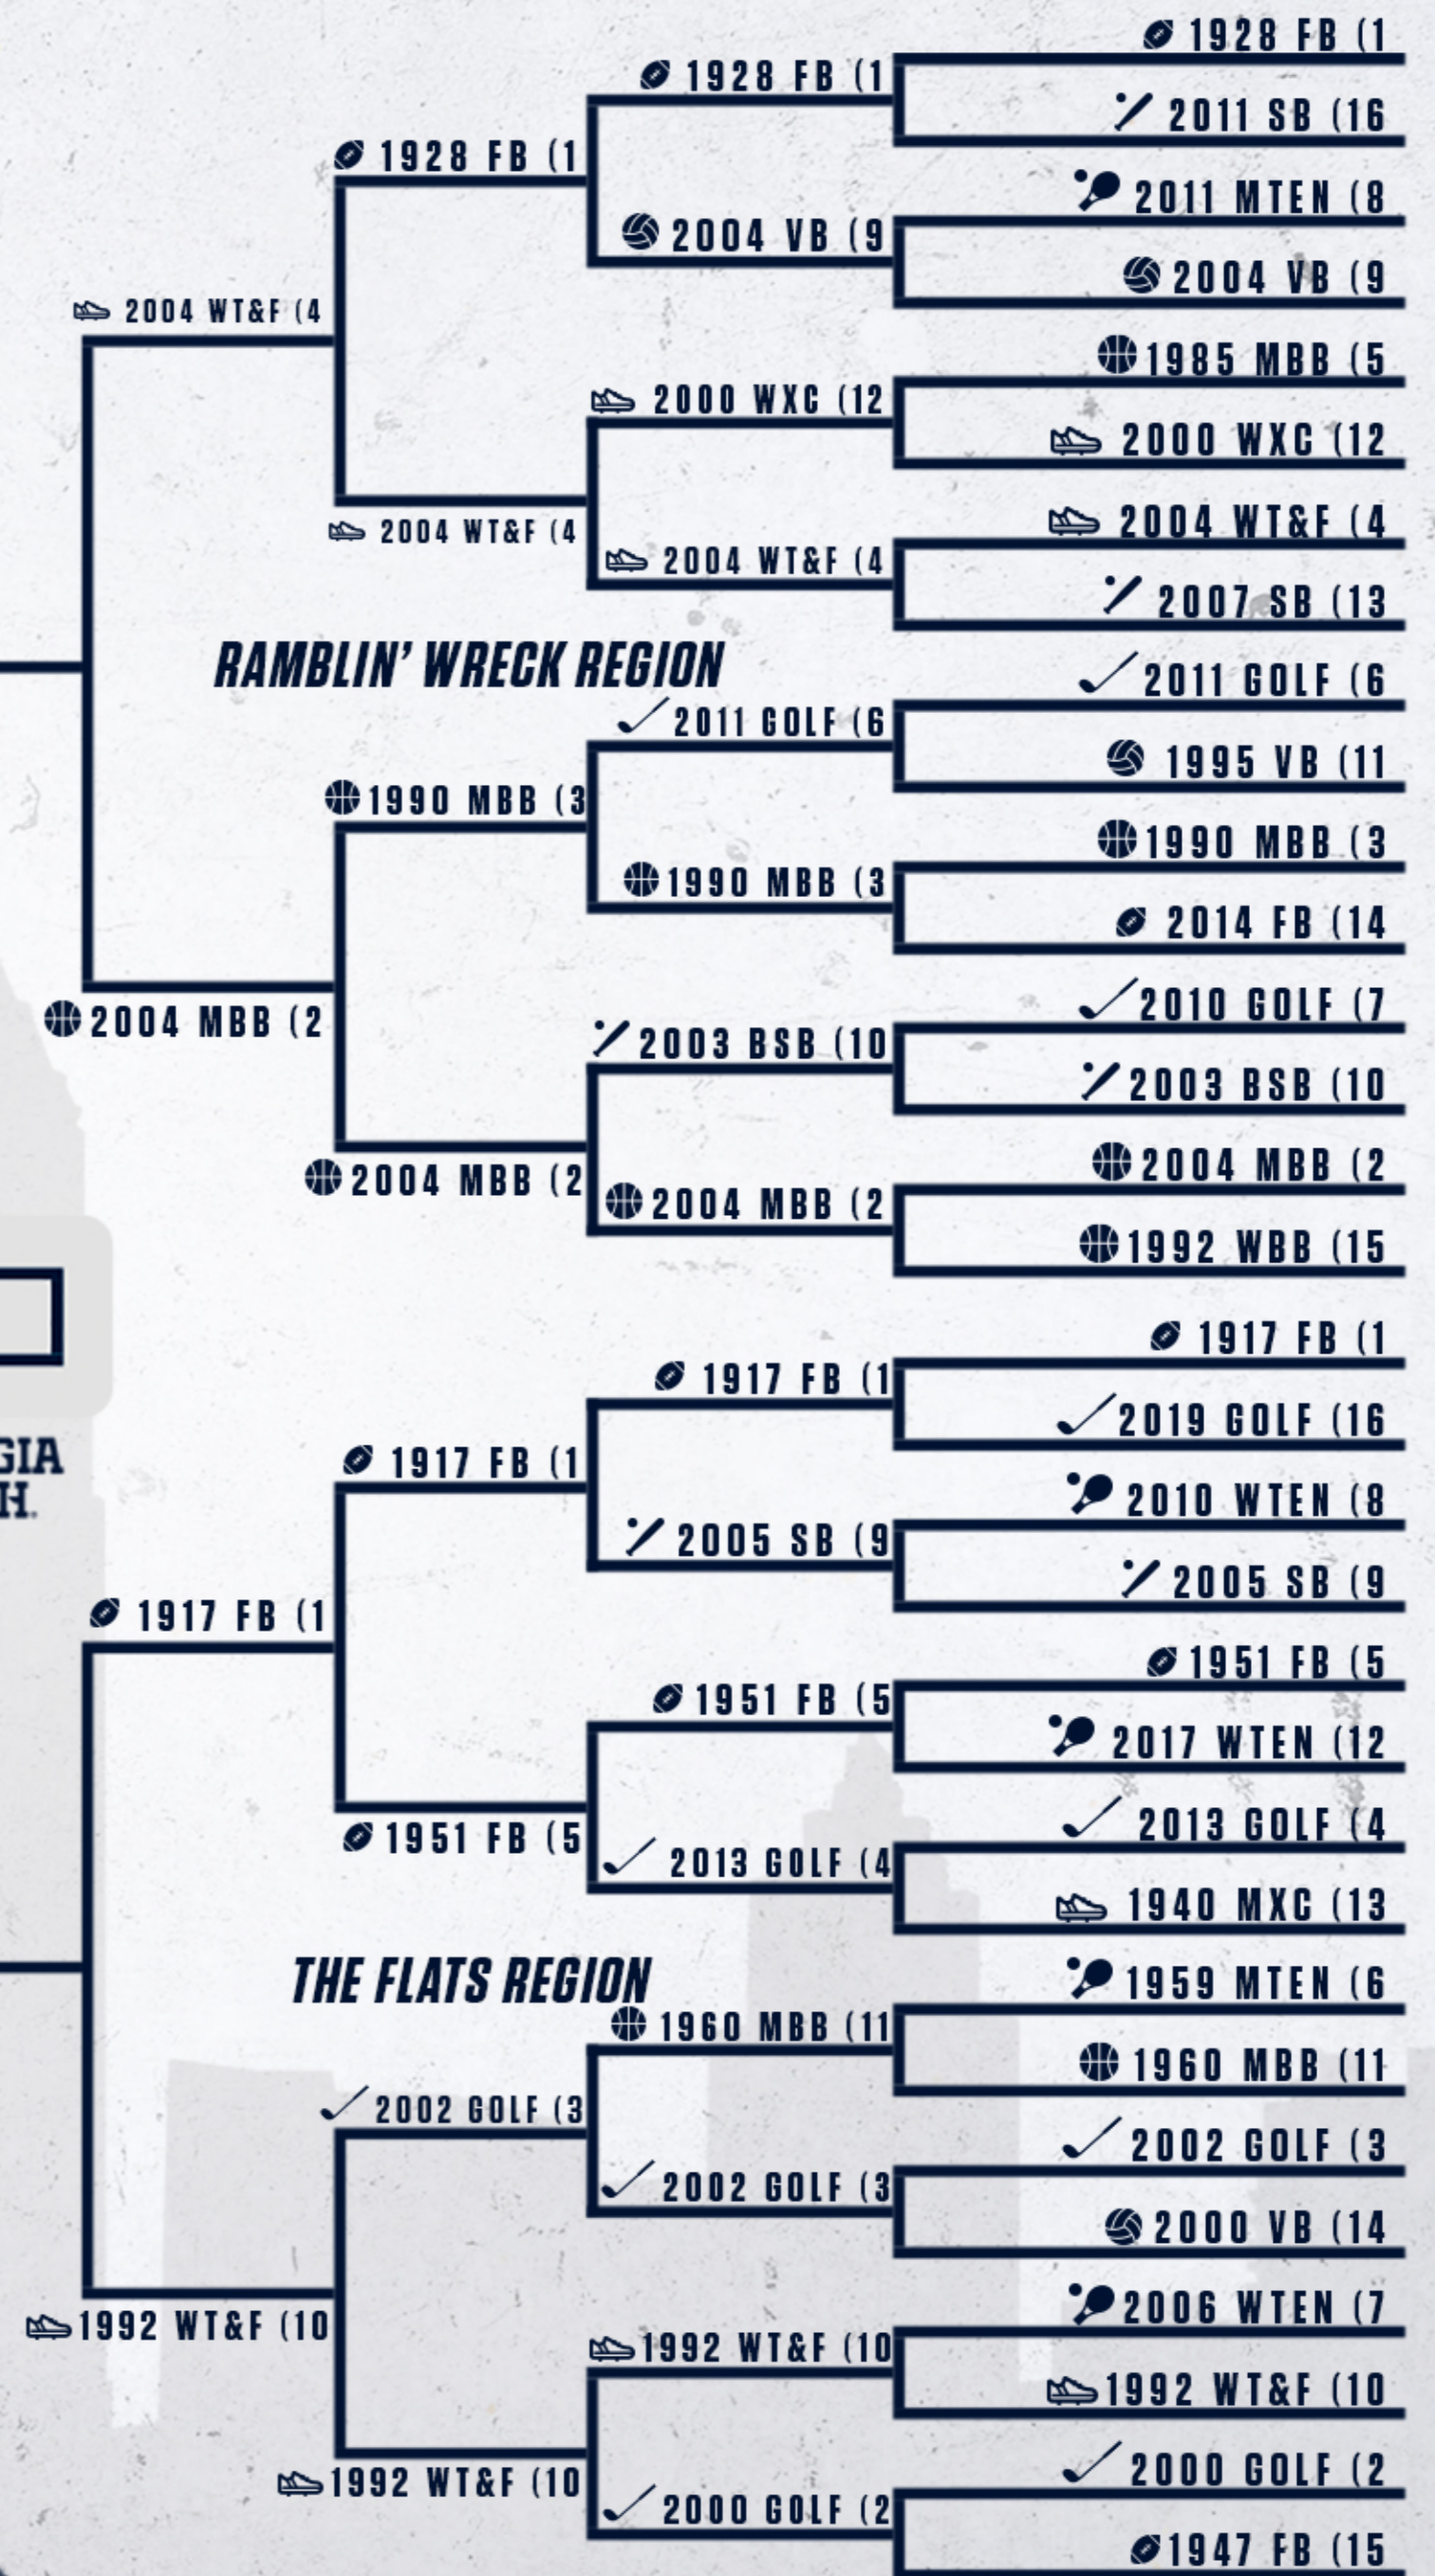 1928 FB (1
1928 FB (1
2011 SB (16
1928 FB (1
2011 MTEN (8
2004 VB (9
2004 VB (9
2004 WT&F (4
1985 MBB (5
2000 WXC (12
2000 WXC (12
2004 WT&F (4
2004 WT&F (4
2004 WT&F (4
2007 SB (13
RAMBLIN' WRECK REGION
2011 GOLF (6
2011 GOLF (6
1995 VB (11
1990 MBB (3
1990 MBB (3
1990 MBB (3
2014 FB (14
2004 MBB (2
2010 GOLF (7
2003 BSB (10
2003 BSB (10
2004 MBB (2
2004 MBB (2
2004 MBB (2
1992 WBB (15
1917 FB (1
1917 FB (1
2019 GOLF (16
GIA
H.
1917 FB (1
2010 WTEN (8
2005 SB (9
2005 SB (9
1917 FB (1
1951 FB (5
1951 FB (5
2017 WTEN (12
1951 FB (5
2013 GOLF (4
2013 GOLF (4
1940 MXC (13
THE FLATS REGION
1959 MTEN (6
1960 MBB (11
1960 MBB (11
2002 GOLF (3
2002 GOLF (3
2002 GOLF (3
2000 VB (14
1992 WT&F (10
2006 WTEN (7
1992 WT&F (10
1992 WT&F (10
1992 WT&F (10
2000 GOLF (2
2000 GOLF (2
1947 FB (15